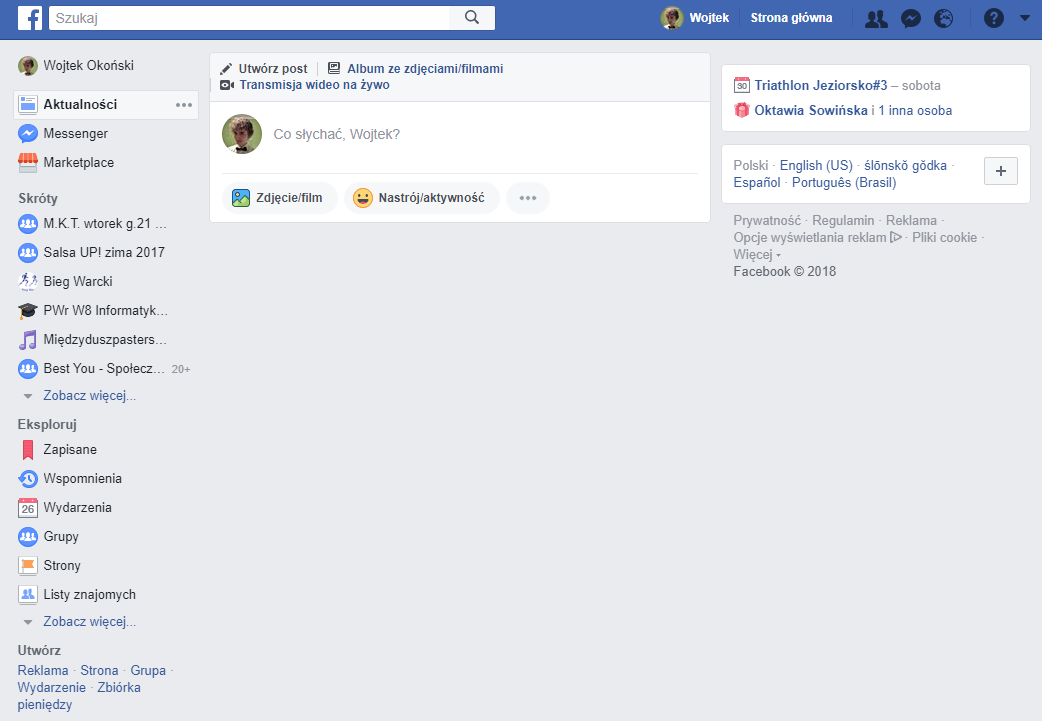 Szukaj
Wojtek
Strona główna
Wojtek Okoński
Aktualności
Messenger
Marketplace
Skróty
M.K.T. wtorek g.21 ...
Salsa UP! zima 2017
Bieg Warcki
PWr W8 Informatyk...
Międzyduszpasters...
Best You - Społecz... 20+
Zobacz więcej...
Eksploruj
Zapisane
Wspomnienia
26 Wydarzenia
Grupy
Strony
Listy znajomych
Zobacz więcej...
Utwórz
Reklama · Strona · Grupa ·
Wydarzenie · Zbiórka
pieniędzy
Utwórz post
Album ze zdjęciami/filmami
Transmisja wideo na żywo
Co słychać, Wojtek?
Zdjęcie/film
Nastrój/aktywność
30 Triathlon Jeziorsko#3 – sobota
Oktawia Sowińska i 1 inna osoba
Polski · English (US) · ślōnskŏ gŏdka ·
Español · Português (Brasil)
Prywatność · Regulamin · Reklama ·
Opcje wyświetlania reklam · Pliki cookie ·
Więcej
Facebook © 2018